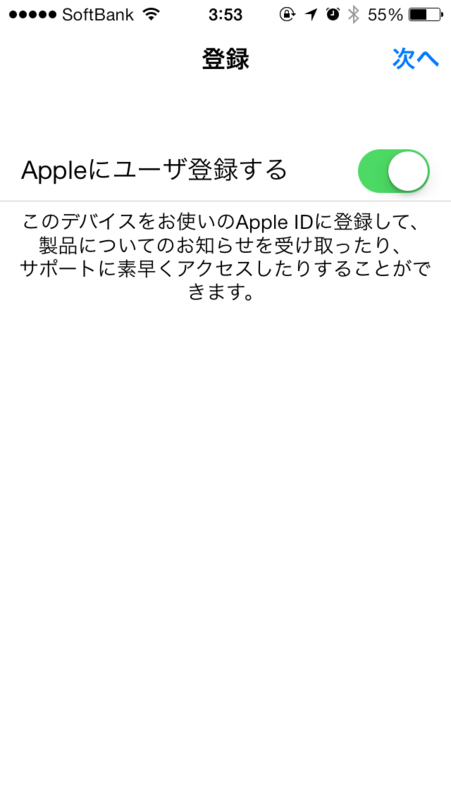 SoftBank 3:53 55%
登録 次へ
Appleにユーザ登録する
このデバイスをお使いのApple IDに登録して、
製品についてのお知らせを受け取ったり、
サポートに素早くアクセスしたりすることがで
きます。